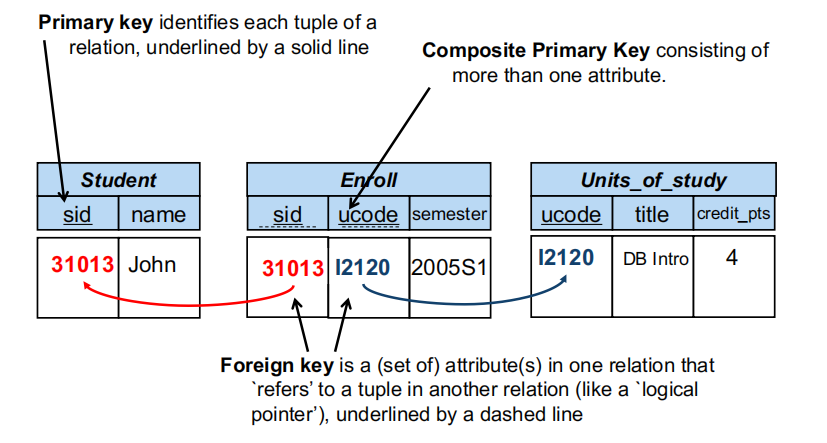 Primary key identifies each tuple of a
relation, underlined by a solid line
Composite Primary Key consisting of
more than one attribute.
Student
sid name
31013 John
Enroll
sid ucode semester
31013 I2120 2005S1
Units_of_study
ucode title credit_pts
I2120 DB Intro 4
Foreign key is a (set of) attribute(s) in one relation that
`refers’ to a tuple in another relation (like a `logical
pointer’), underlined by a dashed line